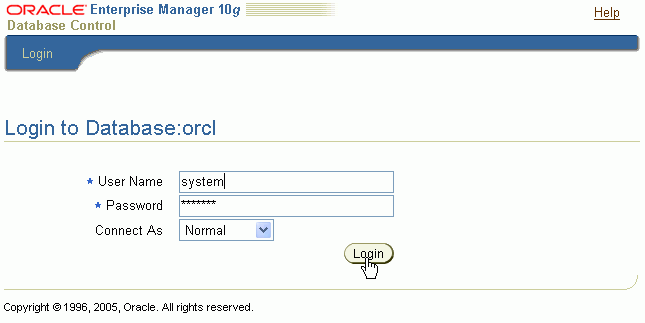 ORACLE Enterprise Manager 10g
Database Control
Help
Login
Login to Database:orcl
* User Name system
* Password *******
Connect As Normal
Login
Copyright © 1996, 2005, Oracle. All rights reserved.